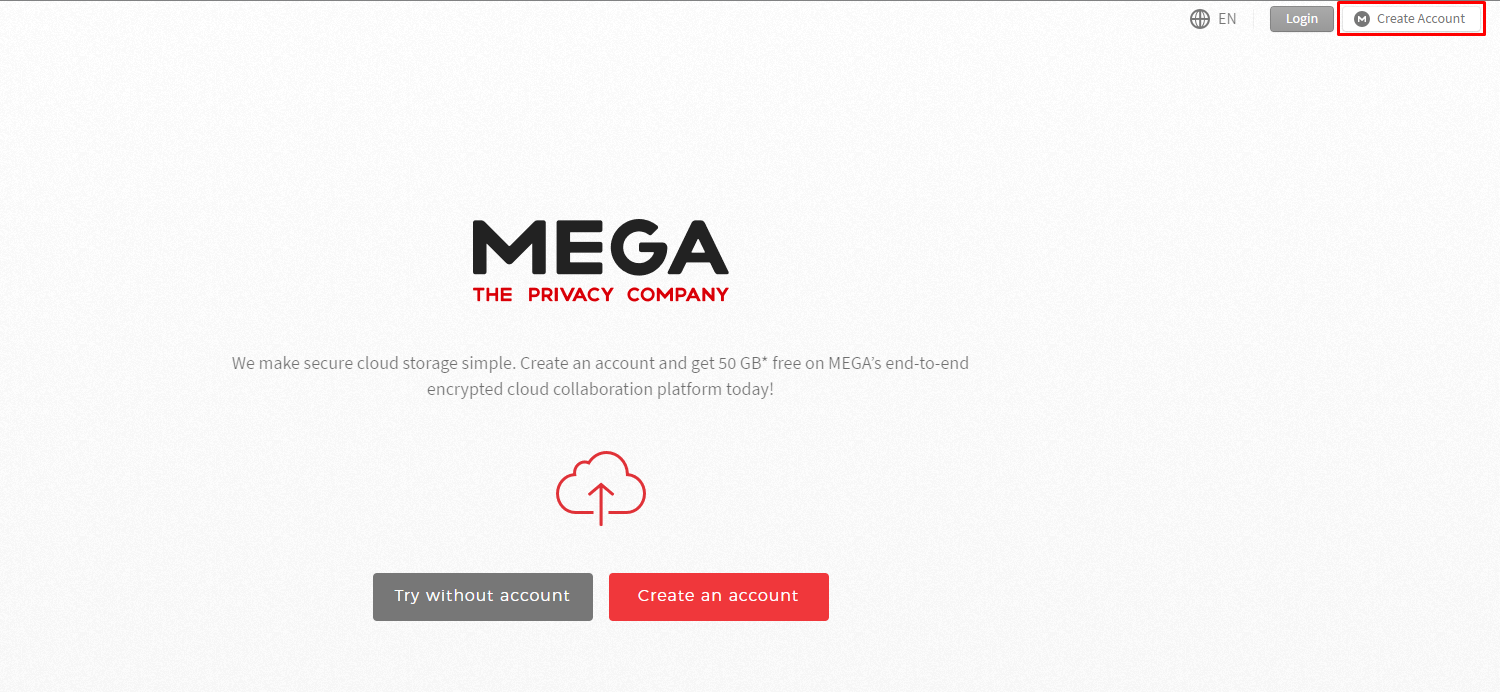 EN
Login
M Create Account
MEGA
THE PRIVACY COMPANY
We make secure cloud storage simple. Create an account and get 50 GB* free on MEGA’s end-to-end
encrypted cloud collaboration platform today!
Try without account
Create an account